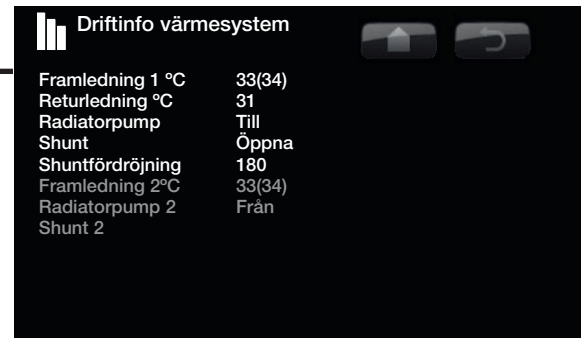 Driftinfo värmesystem
Framledning 1 ºC 33(34)
Returledning ºC 31
Radiatorpump Till
Shunt Öppna
Shuntfördröjning 180
Framledning 2ºC 33(34)
Radiatorpump 2 Från
Shunt 2